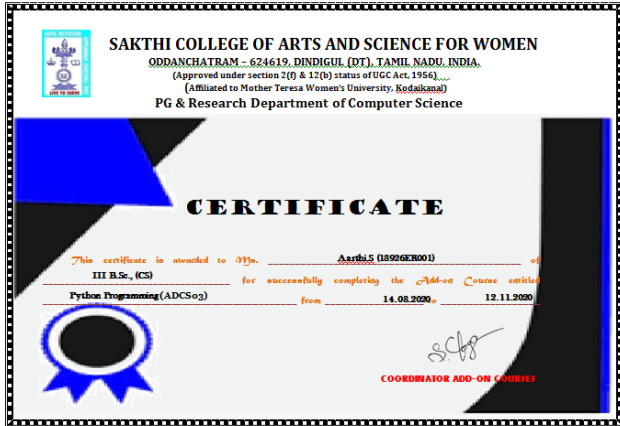 SAKTHI COLLEGE OF ARTS AND SCIENCE FOR WOMEN
ODDANCHATRAM – 624619, DINDIGUL (DT), TAMIL NADU, INDIA.
(Approved under section 2(f) & 12(b) status of UGC Act, 1956)
(Affiliated to Mother Teresa Women's University, Kodaikanal)
PG & Research Department of Computer Science
CERTIFICATE
This certificate is awarded to Ms. Aarthi.S (18926ER001) of
III B.Sc., (CS) for successfully completing the Add-on Course entitled
Python Programming (ADCS03) from 14.08.2020 to 12.11.2020
COORDINATOR ADD-ON COURSES
LIVE TO SERVE